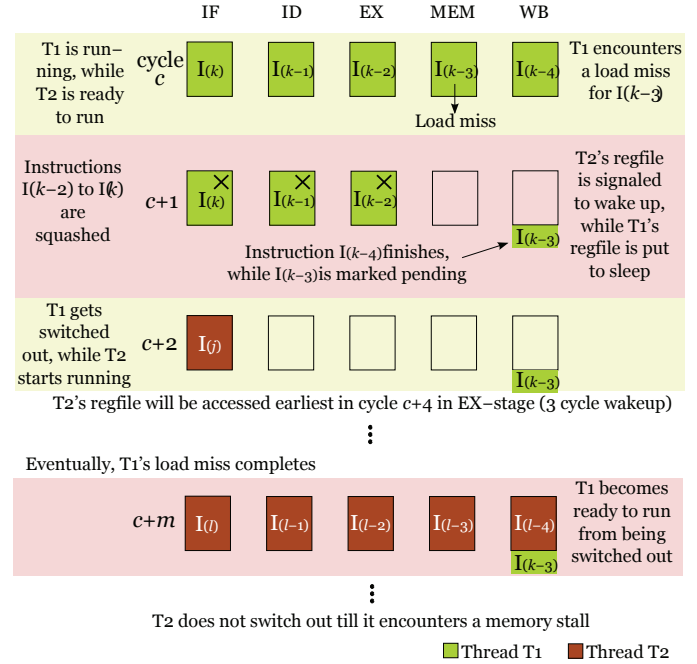 IF ID EX MEM WB
T1 is run–
ning, while
T2 is ready
to run
cycle
c
I(k) I(k−1) I(k−2) I(k−3) I(k−4)
Load miss
T1 encounters
a load miss
for I(k−3)
Instructions
I(k−2) to I(k)
are
squashed
c+1
I(k) I(k−1) I(k−2)
I(k−3)
Instruction I(k−4)finishes,
while I(k−3)is marked pending
T2's regfile
is signaled
to wake up,
while T1's
regfile is put
to sleep
T1 gets
switched
out, while T2
starts running
c+2
I(j)
I(k−3)
T2's regfile will be accessed earliest in cycle c+4 in EX−stage (3 cycle wakeup)
Eventually, T1's load miss completes
c+m
I(l) I(l−1) I(l−2) I(l−3) I(l−4)
I(k−3)
T1 becomes
ready to run
from being
switched out
T2 does not switch out till it encounters a memory stall
Thread T1 Thread T2